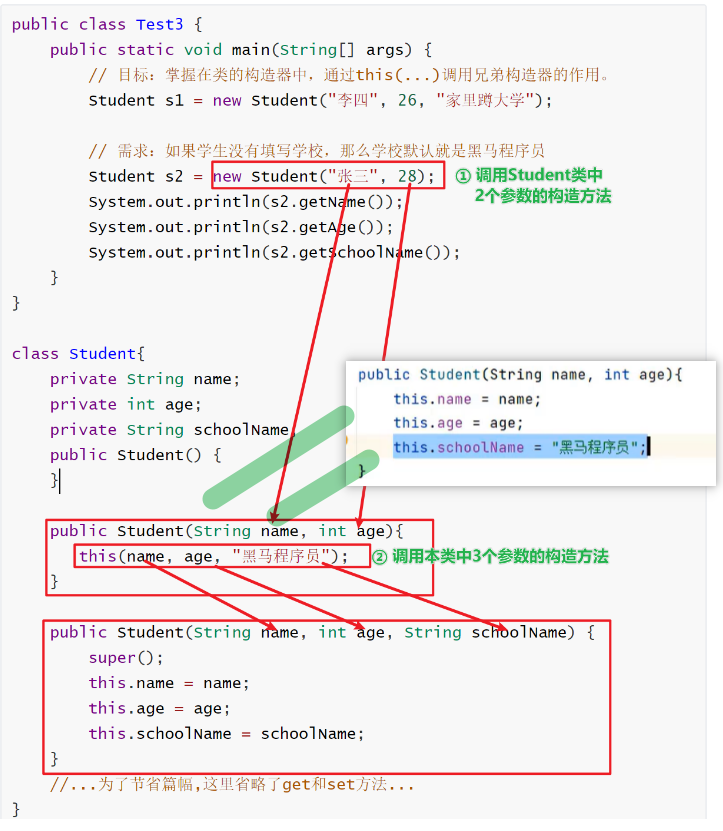 public class Test3 {
public static void main(String[] args) {
// 目标：掌握在类的构造器中，通过this(...)调用兄弟构造器的作用。
Student s1 = new Student("李四", 26, "家里蹲大学");
// 需求：如果学生没有填写学校，那么学校默认就是黑马程序员
Student s2 = new Student("张三", 28);
① 调用Student类中
2个参数的构造方法
System.out.println(s2.getName());
System.out.println(s2.getAge());
System.out.println(s2.getSchoolName());
}
}
class Student{
private String name;
private int age;
private String schoolName
public Student() {
}
public Student(String name, int age){
this.name = name;
this.age = age;
this.schoolName = "黑马程序员";
}
public Student(String name, int age){
this(name, age, "黑马程序员");
② 调用本类中3个参数的构造方法
}
public Student(String name, int age, String schoolName) {
super();
this.name = name;
this.age = age;
this.schoolName = schoolName;
}
//...为了节省篇幅,这里省略了get和set方法...
}